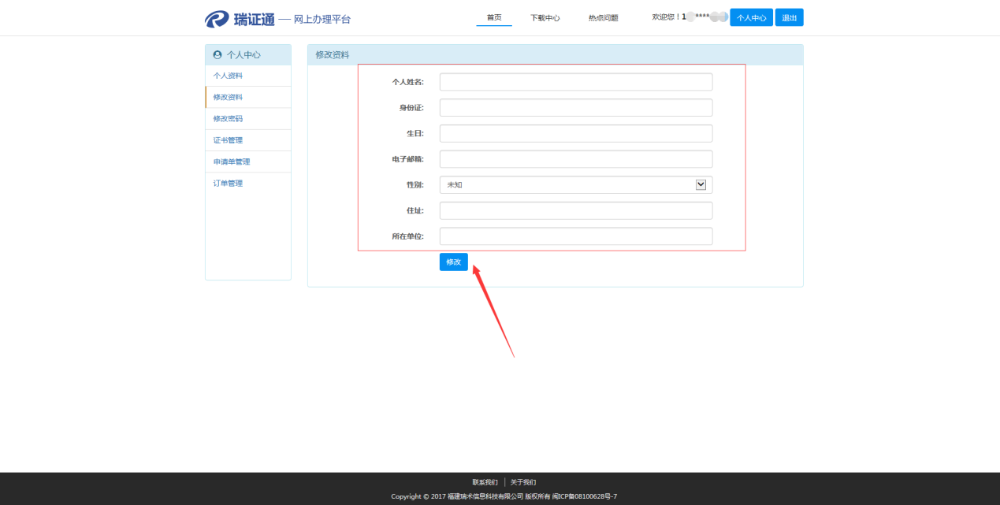 瑞证通 — 网上办理平台 首页 下载中心 热点问题 欢迎您！1 **** 个人中心 退出
个人中心
个人资料
修改资料
修改密码
证书管理
申请单管理
订单管理
修改资料
个人姓名:
身份证:
生日:
电子邮箱:
性别: 未知
住址:
所在单位:
修改
联系我们 | 关于我们
Copyright © 2017 福建瑞术信息科技有限公司 版权所有 闽ICP备08100628号-7